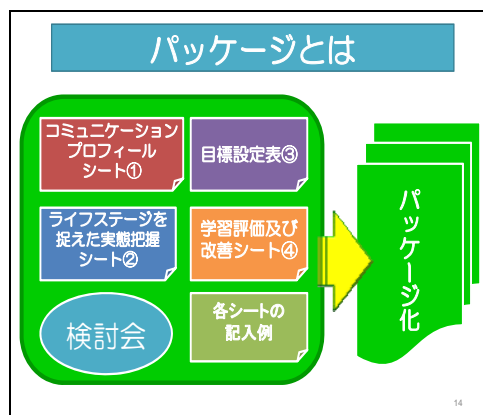 パッケージとは
コミュニケーション
プロフィール
シート①
目標設定表③
ライフステージを
捉えた実態把握
シート②
学習評価及び
改善シート④
検討会
各シートの
記入例
パッケージ化
14